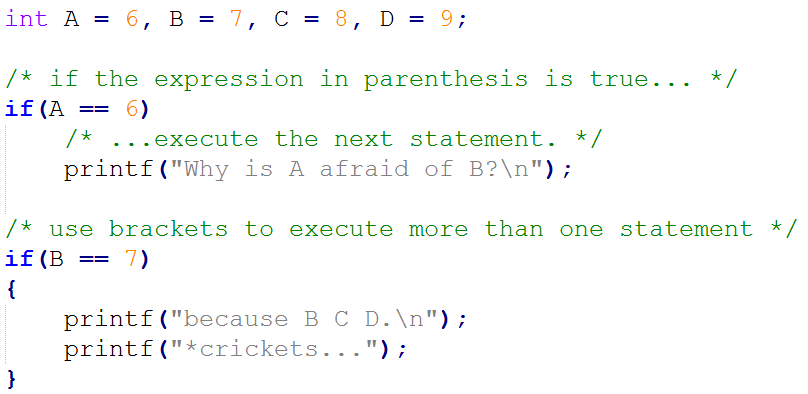 int A = 6, B = 7, C = 8, D = 9;
/* if the expression in parenthesis is true... */
if(A == 6)
/* ...execute the next statement. */
printf("Why is A afraid of B?\n");
/* use brackets to execute more than one statement */
if(B == 7)
{
printf("because B C D.\n");
printf("*crickets...");
}